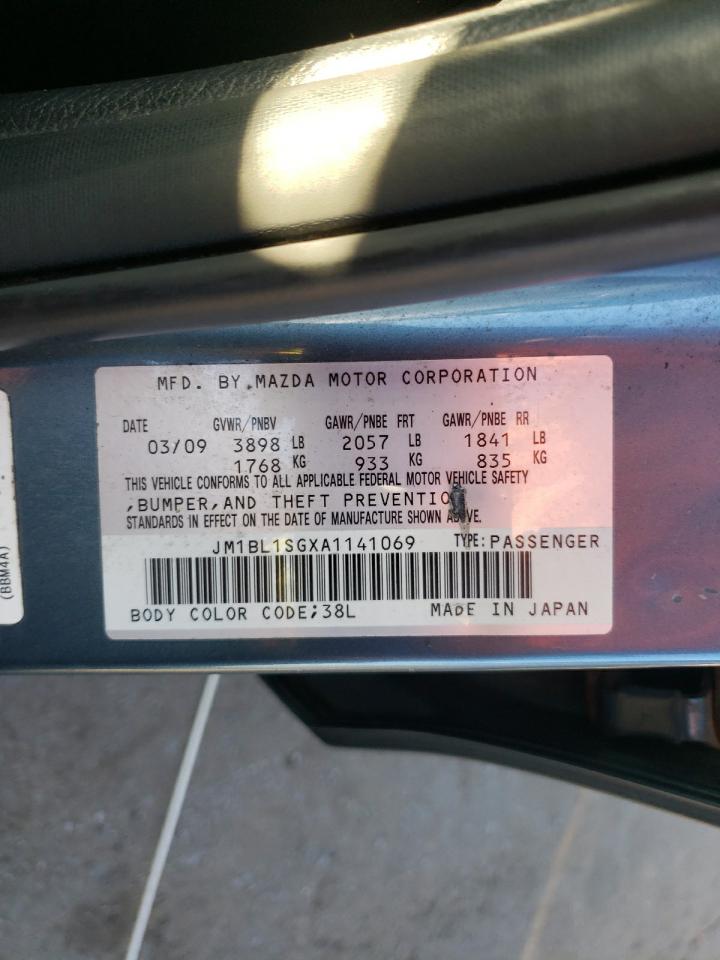 MFD. BY MAZDA MOTOR CORPORATION
DATE GVWR/PNBV GAWR/PNBE FRT GAWR/PNBE RR
03/09 3898 LB 2057 LB 1841 LB
1768 KG 933 KG 835 KG
THIS VEHICLE CONFORMS TO ALL APPLICABLE FEDERAL MOTOR VEHICLE SAFETY
,BUMPER,AND THEFT PREVENTION
STANDARDS IN EFFECT ON THE DATE OF MANUFACTURE SHOWN ABOVE.
JM1BL1SGXA1141069 TYPE:PASSENGER
BODY COLOR CODE;38L MADE IN JAPAN
(BBM4A)